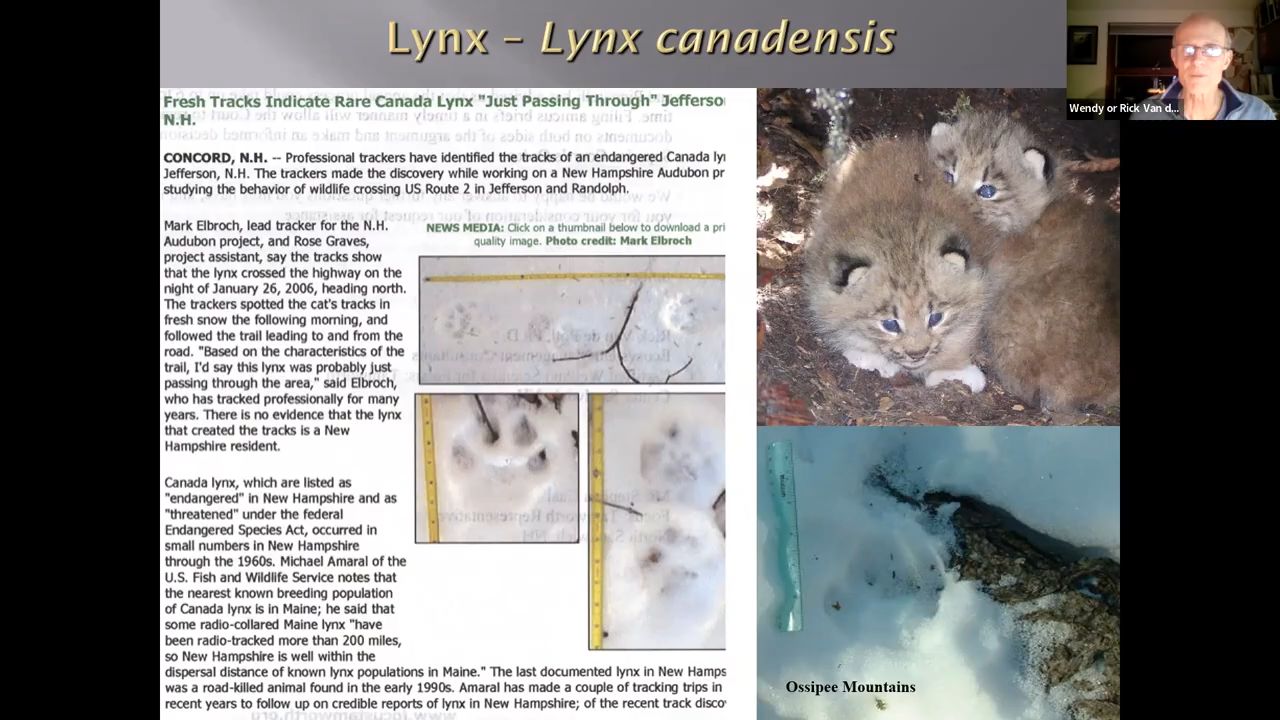 Lynx – Lynx canadensis
Wendy or Rick Van d...
Fresh Tracks Indicate Rare Canada Lynx "Just Passing Through" Jefferso
N.H.
CONCORD, N.H. -- Professional trackers have identified the tracks of an endangered Canada ly
Jefferson, N.H. The trackers made the discovery while working on a New Hampshire Audubon pr
studying the behavior of wildlife crossing US Route 2 in Jefferson and Randolph.
Mark Elbroch, lead tracker for the N.H.
Audubon project, and Rose Graves,
project assistant, say the tracks show
that the lynx crossed the highway on the
night of January 26, 2006, heading north.
The trackers spotted the cat's tracks in
fresh snow the following morning, and
followed the trail leading to and from the
road. "Based on the characteristics of the
trail, I'd say this lynx was probably just
passing through the area," said Elbroch,
who has tracked professionally for many
years. There is no evidence that the lynx
that created the tracks is a New
Hampshire resident.
NEWS MEDIA: Click on a thumbnail below to download a pri
quality image. Photo credit: Mark Elbroch
Canada lynx, which are listed as
"endangered" in New Hampshire and as
"threatened" under the federal
Endangered Species Act, occurred in
small numbers in New Hampshire
through the 1960s. Michael Amaral of the
U.S. Fish and Wildlife Service notes that
the nearest known breeding population
of Canada lynx is in Maine; he said that
some radio-collared Maine lynx "have
been radio-tracked more than 200 miles,
so New Hampshire is well within the
dispersal distance of known lynx populations in Maine." The last documented lynx in New Hamps
was a road-killed animal found in the early 1990s. Amaral has made a couple of tracking trips in
recent years to follow up on credible reports of lynx in New Hampshire; of the recent track disco
Ossipee Mountains